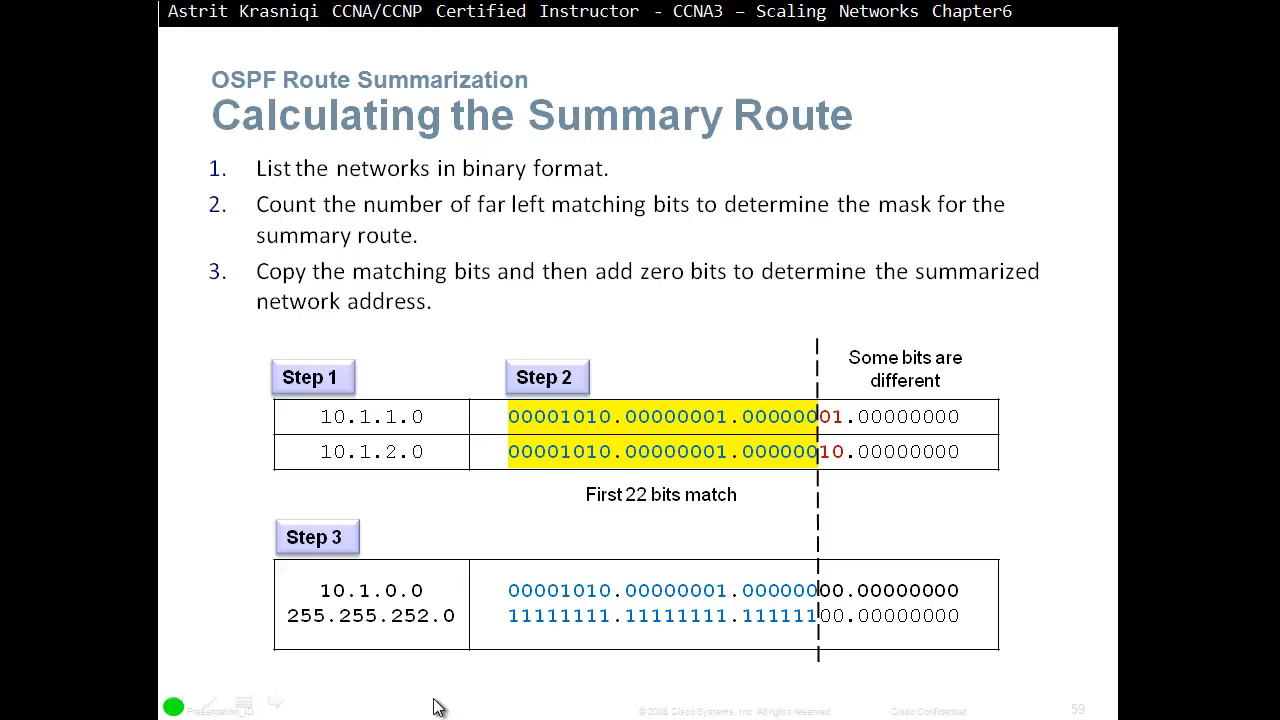 Astrit Krasniqi CCNA/CCNP Certified Instructor - CCNA3 – Scaling Networks Chapter6
OSPF Route Summarization
Calculating the Summary Route
1. List the networks in binary format.
2. Count the number of far left matching bits to determine the mask for the
summary route.
3. Copy the matching bits and then add zero bits to determine the summarized
network address.
Some bits are
different
Step 1 Step 2
10.1.1.0 00001010.00000001.00000001.00000000
10.1.2.0 00001010.00000001.00000010.00000000
First 22 bits match
Step 3
10.1.0.0 00001010.00000001.00000000.00000000
255.255.252.0 11111111.11111111.11111100.00000000
Presentation_ID © 2008 Cisco Systems, Inc. All rights reserved. Cisco Confidential 59